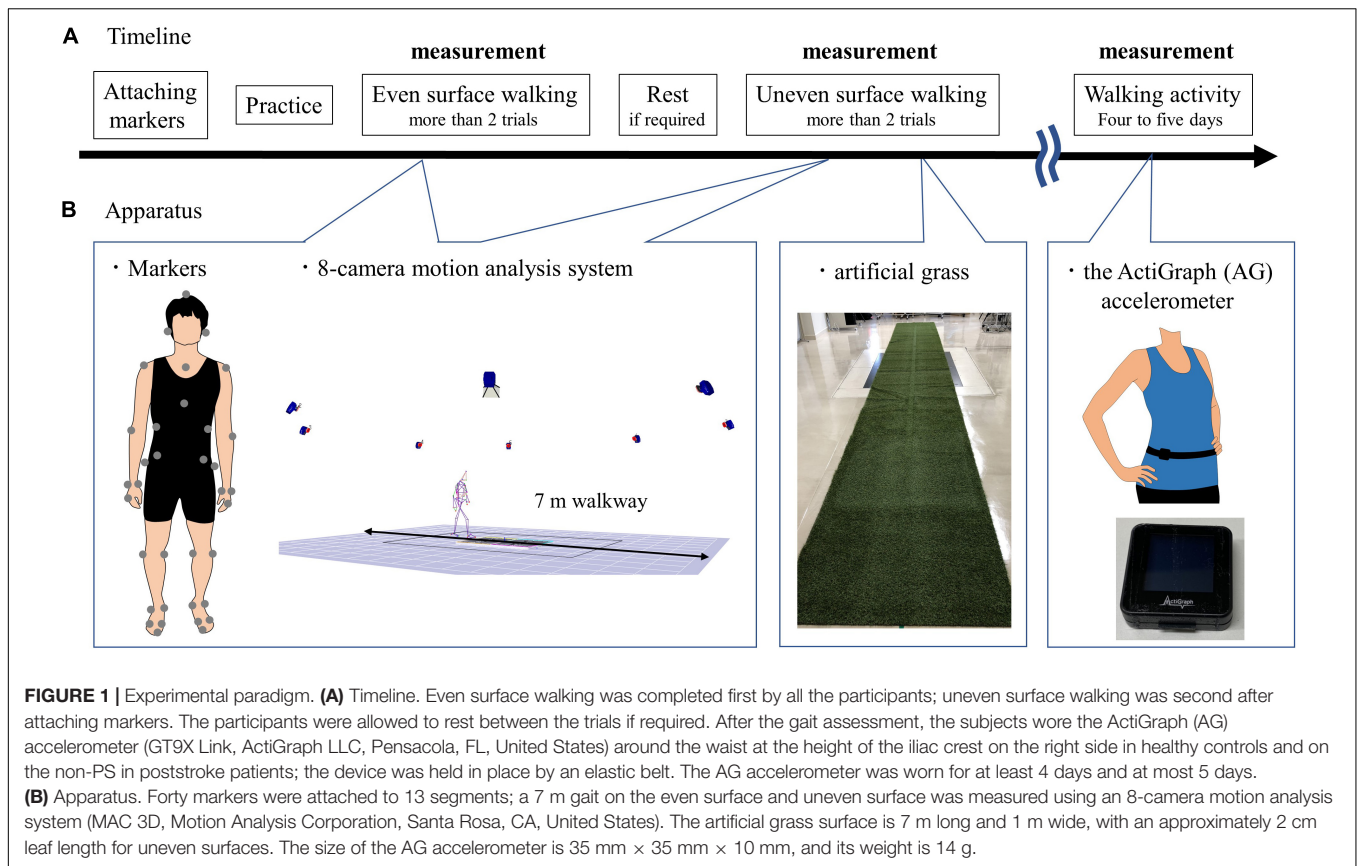 A Timeline
measurement measurement measurement
Attaching markers
Practice
Even surface walking
more than 2 trials
Rest
if required
Uneven surface walking
more than 2 trials
Walking activity
Four to five days
B Apparatus
· Markers
· 8-camera motion analysis system
7 m walkway
· artificial grass
· the ActiGraph (AG)
accelerometer
ActiGraph
FIGURE 1 | Experimental paradigm. (A) Timeline. Even surface walking was completed first by all the participants; uneven surface walking was second after
attaching markers. The participants were allowed to rest between the trials if required. After the gait assessment, the subjects wore the ActiGraph (AG)
accelerometer (GT9X Link, ActiGraph LLC, Pensacola, FL, United States) around the waist at the height of the iliac crest on the right side in healthy controls and on
the non-PS in poststroke patients; the device was held in place by an elastic belt. The AG accelerometer was worn for at least 4 days and at most 5 days.
(B) Apparatus. Forty markers were attached to 13 segments; a 7 m gait on the even surface and uneven surface was measured using an 8-camera motion analysis
system (MAC 3D, Motion Analysis Corporation, Santa Rosa, CA, United States). The artificial grass surface is 7 m long and 1 m wide, with an approximately 2 cm
leaf length for uneven surfaces. The size of the AG accelerometer is 35 mm × 35 mm × 10 mm, and its weight is 14 g.